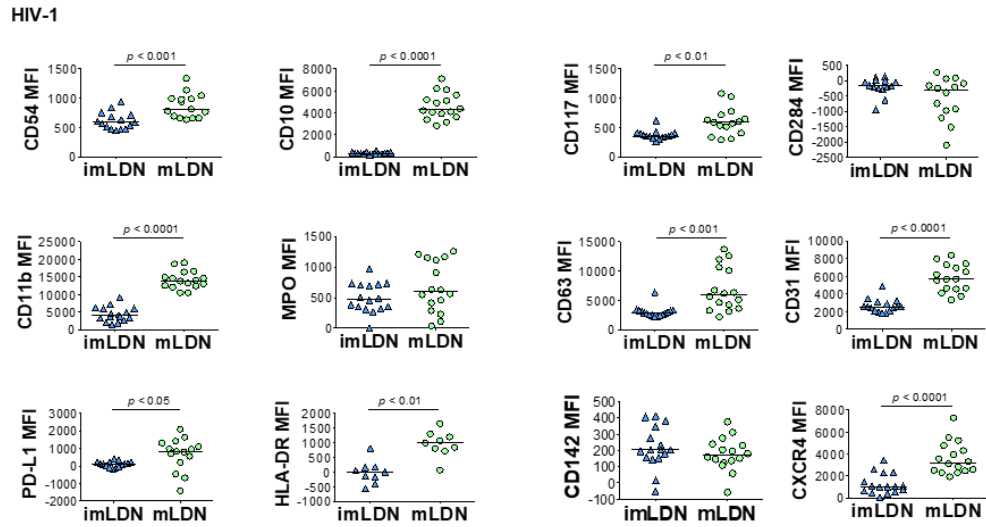 HIV-1
p < 0.001
CD54 MFI
1500
1000
500
0
imLDN mLDN
p < 0.0001
CD10 MFI
8000
6000
4000
2000
0
imLDN mLDN
p < 0.01
CD117 MFI
1500
1000
500
0
imLDN mLDN
CD284 MFI
500
0
-500
-1000
-1500
-2000
-2500
imLDN mLDN
p < 0.0001
CD11b MFI
25000
20000
15000
10000
5000
0
imLDN mLDN
MPO MFI
1500
1000
500
0
imLDN mLDN
p < 0.001
CD63 MFI
15000
10000
5000
0
imLDN mLDN
p < 0.0001
CD31 MFI
10000
8000
6000
4000
2000
0
imLDN mLDN
p < 0.05
PD-L1 MFI
3000
2000
1000
0
-1000
-2000
imLDN mLDN
p < 0.01
HLA-DR MFI
2000
1500
1000
500
0
-500
-1000
imLDN mLDN
CD142 MFI
500
400
300
200
100
0
-100
imLDN mLDN
p < 0.0001
CXCR4 MFI
8000
6000
4000
2000
0
imLDN mLDN